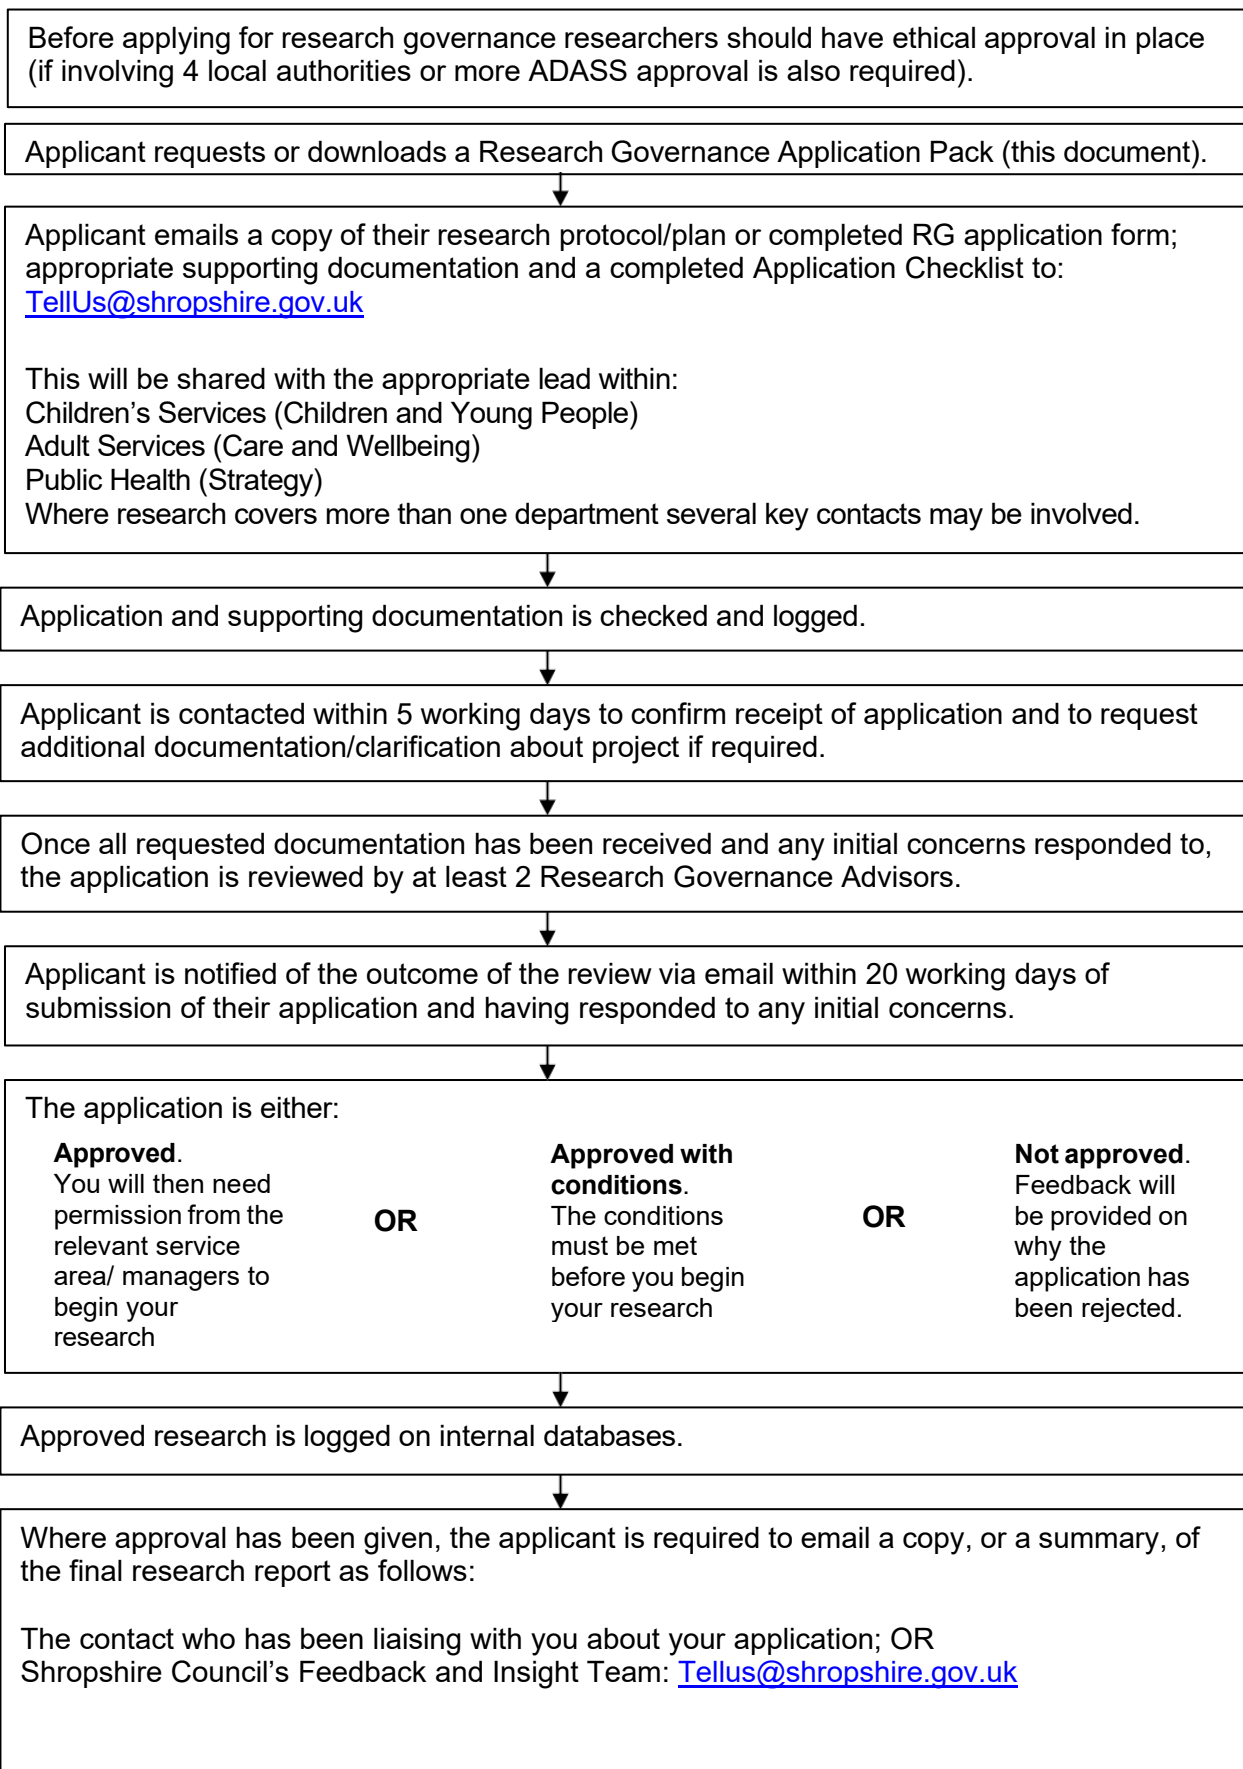 Before applying for research governance researchers should have ethical approval in place
(if involving 4 local authorities or more ADASS approval is also required).
Applicant requests or downloads a Research Governance Application Pack (this document).
Applicant emails a copy of their research protocol/plan or completed RG application form;
appropriate supporting documentation and a completed Application Checklist to:
TellUs@shropshire.gov.uk
This will be shared with the appropriate lead within:
Children’s Services (Children and Young People)
Adult Services (Care and Wellbeing)
Public Health (Strategy)
Where research covers more than one department several key contacts may be involved.
Application and supporting documentation is checked and logged.
Applicant is contacted within 5 working days to confirm receipt of application and to request
additional documentation/clarification about project if required.
Once all requested documentation has been received and any initial concerns responded to,
the application is reviewed by at least 2 Research Governance Advisors.
Applicant is notified of the outcome of the review via email within 20 working days of
submission of their application and having responded to any initial concerns.
The application is either:
Approved.
You will then need
permission from the
relevant service
area/ managers to
begin your
research
OR
Approved with
conditions.
The conditions
must be met
before you begin
your research
OR
Not approved.
Feedback will
be provided on
why the
application has
been rejected.
Approved research is logged on internal databases.
Where approval has been given, the applicant is required to email a copy, or a summary, of
the final research report as follows:
The contact who has been liaising with you about your application; OR
Shropshire Council’s Feedback and Insight Team: Tellus@shropshire.gov.uk